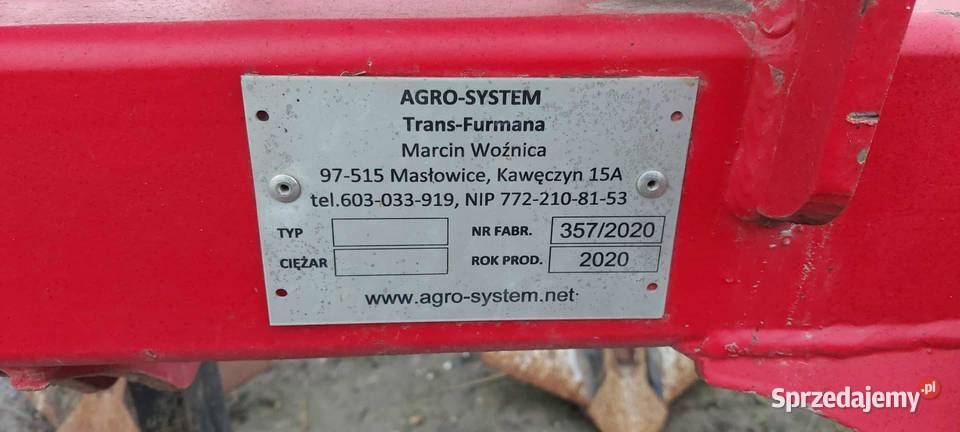 AGRO-SYSTEM
Trans-Furmana
Marcin Woźnica
97-515 Masłowice, Kawęczyn 15A
tel.603-033-919, NIP 772-210-81-53
TYP NR FABR. 357/2020
CIĘŻAR ROK PROD. 2020
www.agro-system.net
Sprzedajemy.pl